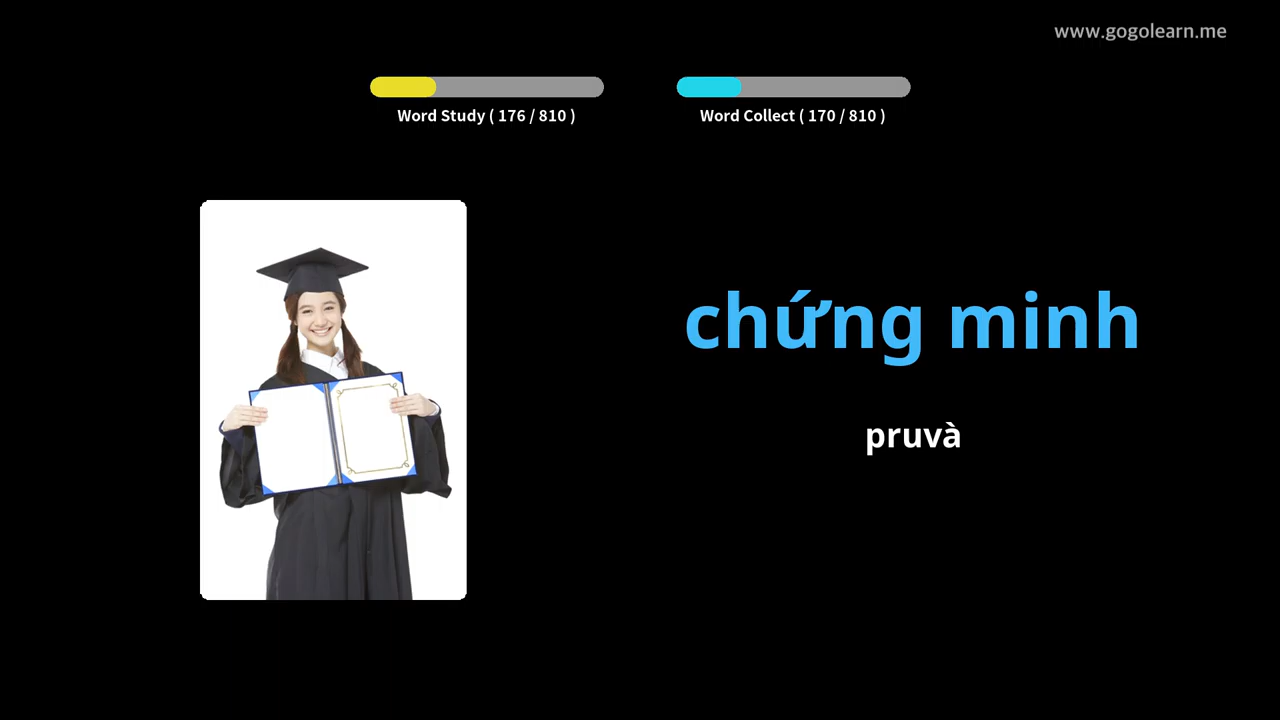 www.gogolearn.me
Word Study ( 176 / 810 )
Word Collect ( 170 / 810 )
chứng minh
pruvà